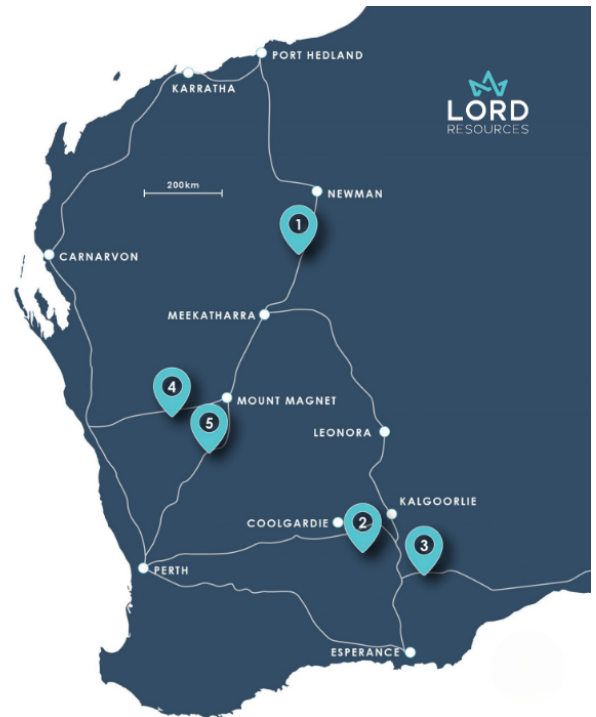 PORT HEDLAND
KARRATHA
LORD
RESOURCES
200km
NEWMAN
1
CARNARVON
MEEKATHARRA
4
MOUNT MAGNET
5
LEONORA
KALGOORLIE
COOLGARDIE
2
3
PERTH
ESPERANCE